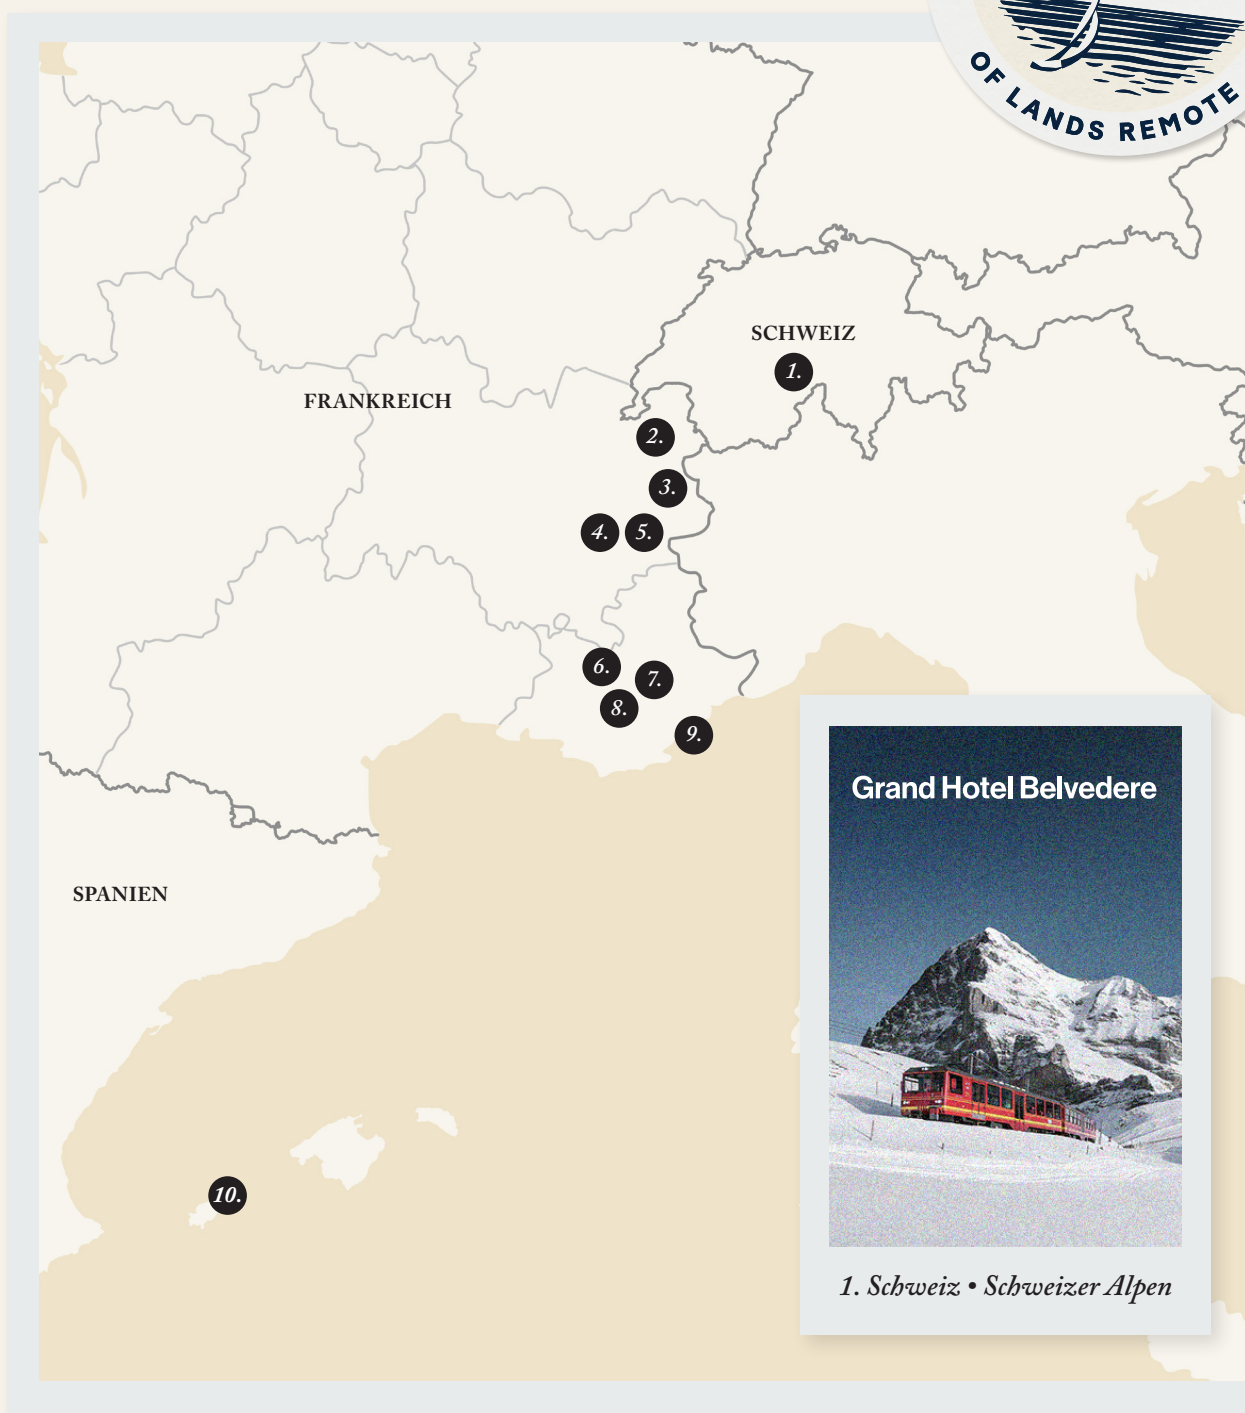 OF LANDS REMOTE
SCHWEIZ
1.
FRANKREICH
2.
3.
4.
5.
6.
7.
8.
9.
Grand Hotel Belvedere
SPANIEN
10.
1. Schweiz • Schweizer Alpen